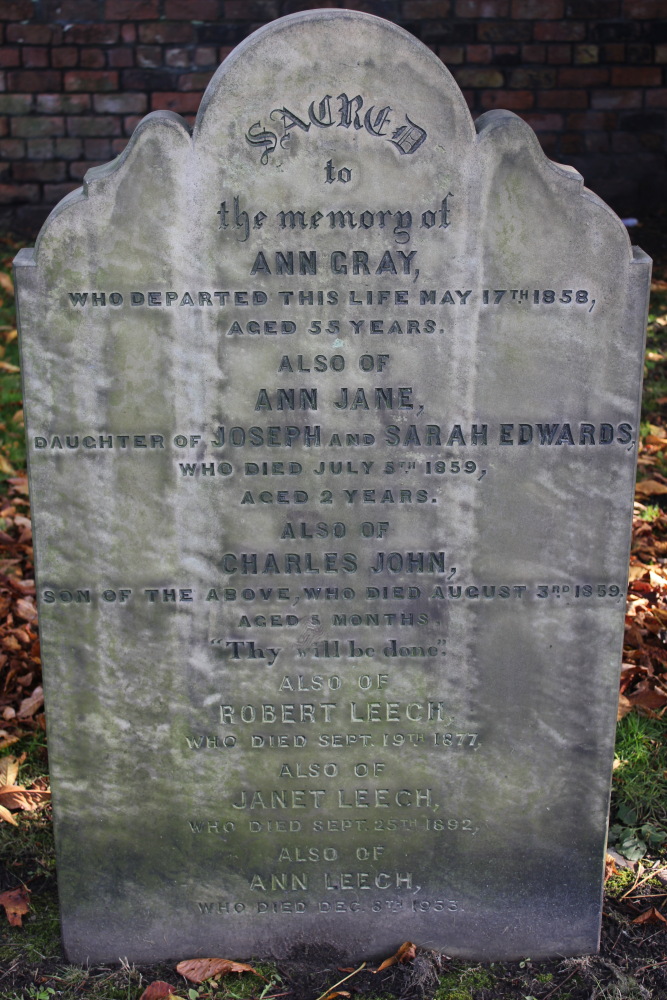 SACRED
to
the memory of
ANN GRAY,
WHO DEPARTED THIS LIFE MAY 17TH 1858,
AGED 55 YEARS.
ALSO OF
ANN JANE,
DAUGHTER OF JOSEPH AND SARAH EDWARDS,
WHO DIED JULY 5TH 1859,
AGED 2 YEARS.
ALSO OF
CHARLES JOHN,
SON OF THE ABOVE, WHO DIED AUGUST 3RD 1859.
AGED 5 MONTHS.
"Thy will be done".
ALSO OF
ROBERT LEECH,
WHO DIED SEPT. 19TH 1877,
ALSO OF
JANET LEECH,
WHO DIED SEPT. 25TH 1892,
ALSO OF
ANN LEECH,
WHO DIED DEC. 5TH 1953.